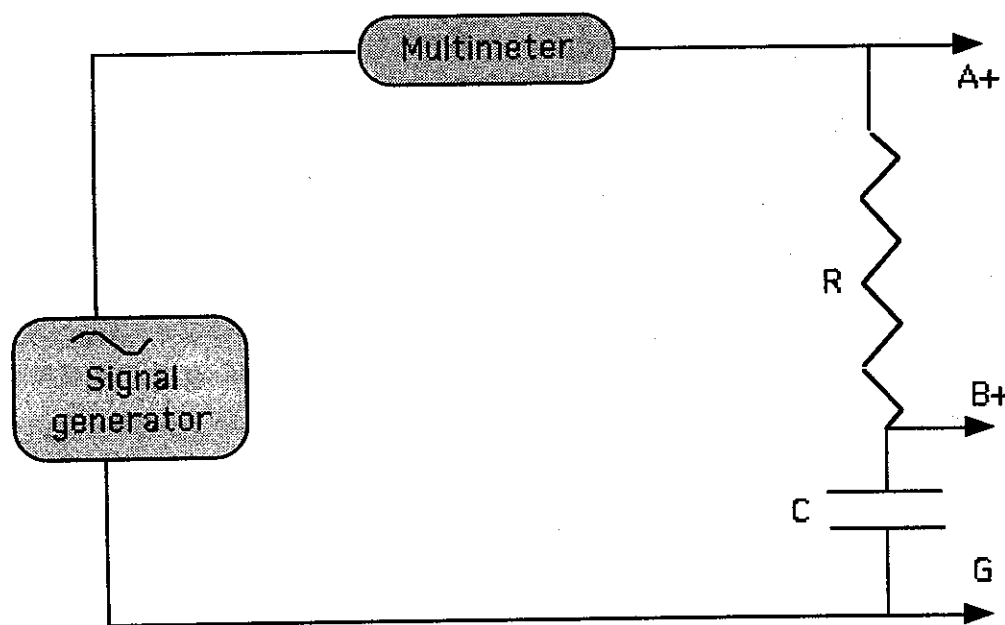 Multimeter
A+
R
Signal
generator
B+
C
G